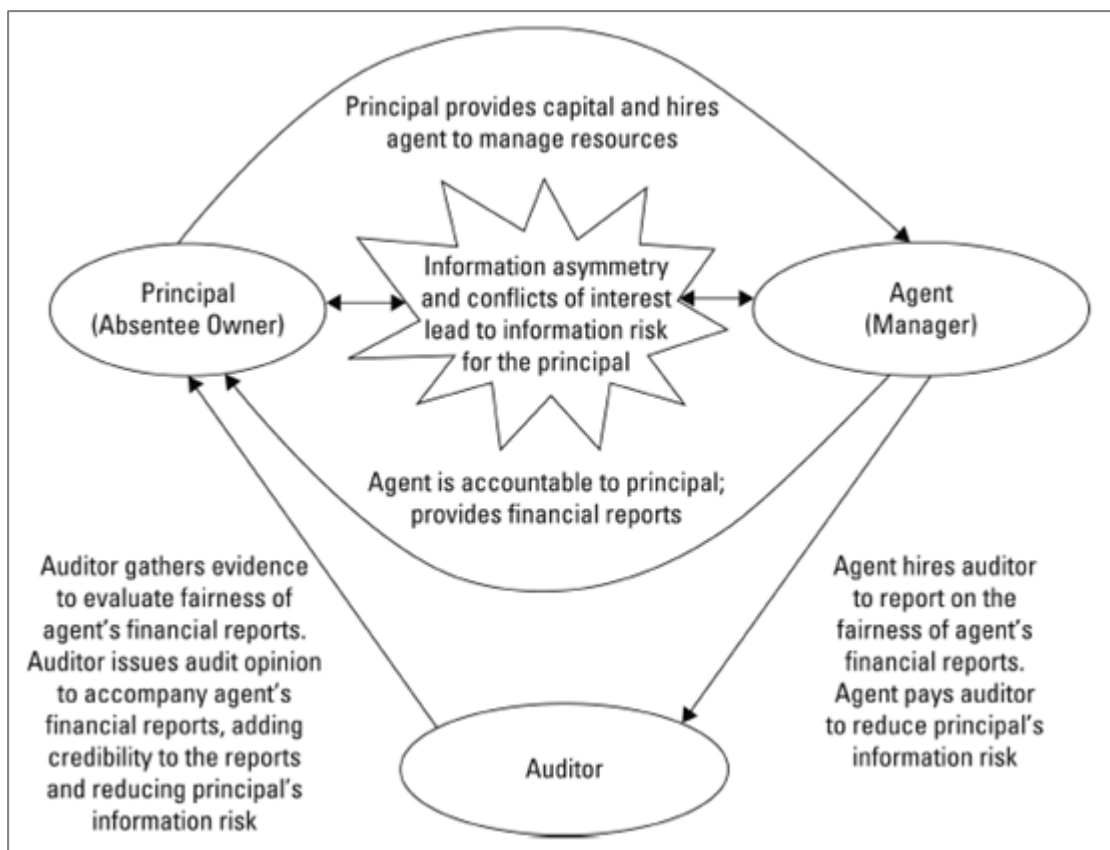 Principal provides capital and hires
agent to manage resources
Principal
(Absentee Owner)
Information asymmetry
and conflicts of interest
lead to information risk
for the principal
Agent
(Manager)
Agent is accountable to principal;
provides financial reports
Auditor gathers evidence
to evaluate fairness of
agent's financial reports.
Auditor issues audit opinion
to accompany agent's
financial reports, adding
credibility to the reports
and reducing principal's
information risk
Agent hires auditor
to report on the
fairness of agent's
financial reports.
Agent pays auditor
to reduce principal's
information risk
Auditor